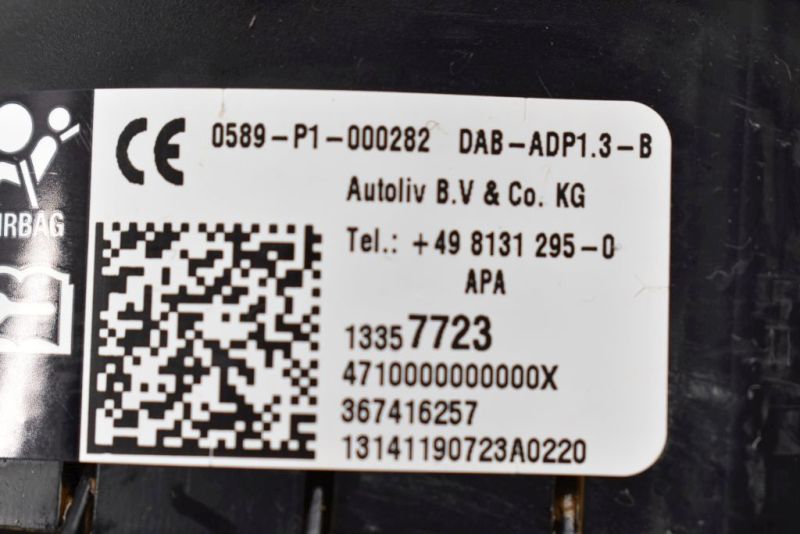 CE 0589-P1-000282 DAB-ADP1.3-B
Autoliv B.V & Co. KG
Tel.: +49 8131 295-0
APA
13357723
4710000000000X
367416257
13141190723A0220